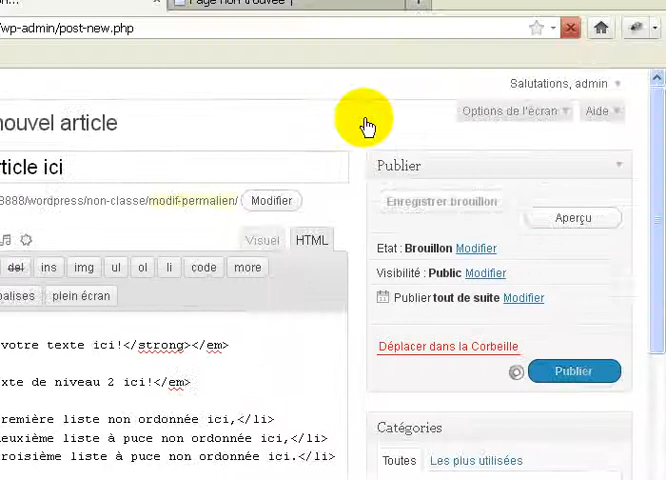 Page non trouvée |
/wp-admin/post-new.php
Salutations, admin
Options de l'écran Aide
nouvel article
Publier
rticle ici
Enregistrer brouillon
8888/wordpress/non-classe/modif-permalien/ Modifier
Aperçu
Visuel HTML
Etat : Brouillon Modifier
del ins img ul ol li code more
Visibilité : Public Modifier
alises plein écran
Publier tout de suite Modifier
votre texte ici!</strong></em>
Déplacer dans la Corbeille
Publier
xte de niveau 2 ici!</em>
remière liste non ordonnée ici,</li>
euxième liste à puce non ordonnée ici,</li>
roisième liste à puce non ordonnée ici.</li>
Catégories
Toutes Les plus utilisées